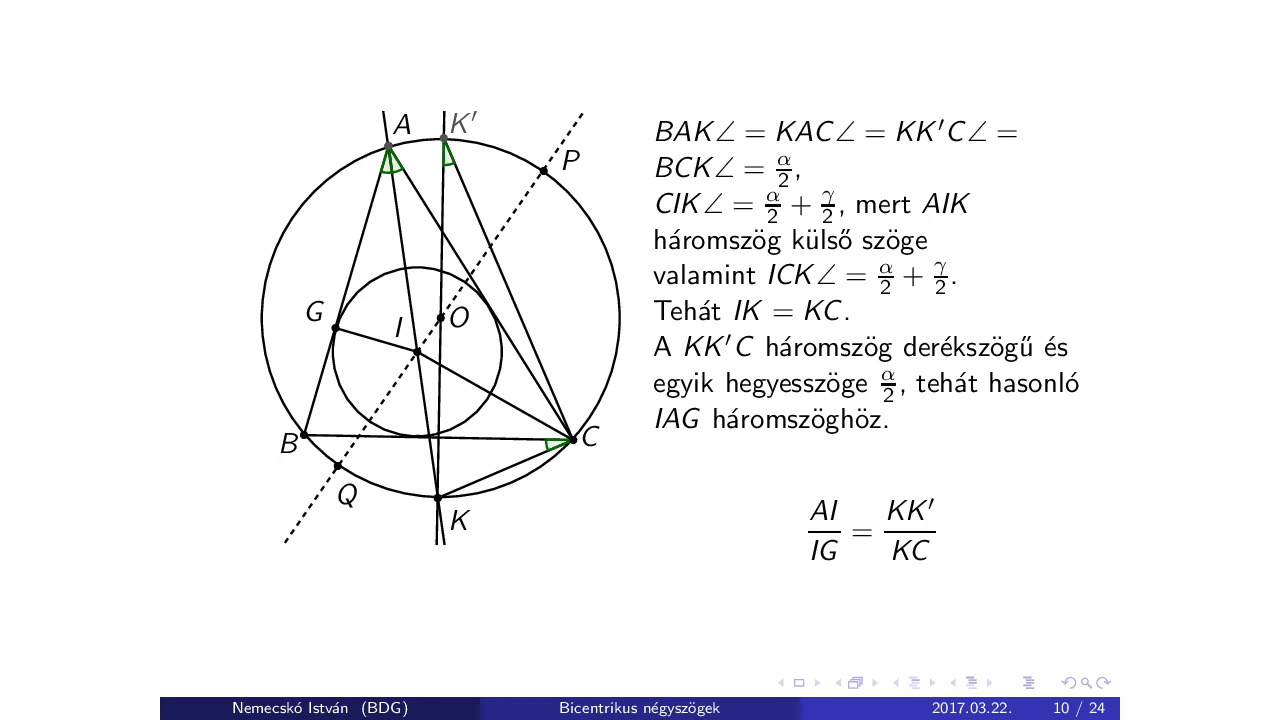 A
K′
P
G
I
O
B
C
Q
K
BAK∠ = KAC∠ = KK′C∠ =
BCK∠ = α/2,
CIK∠ = α/2 + γ/2, mert AIK
háromszög külső szöge
valamint ICK∠ = α/2 + γ/2.
Tehát IK = KC.
A KK′C háromszög derékszögű és
egyik hegyesszöge α/2, tehát hasonló
IAG háromszöghöz.
AI/IG = KK′/KC
Nemecskó István (BDG) Bicentrikus négyszögek 2017.03.22. 10 / 24